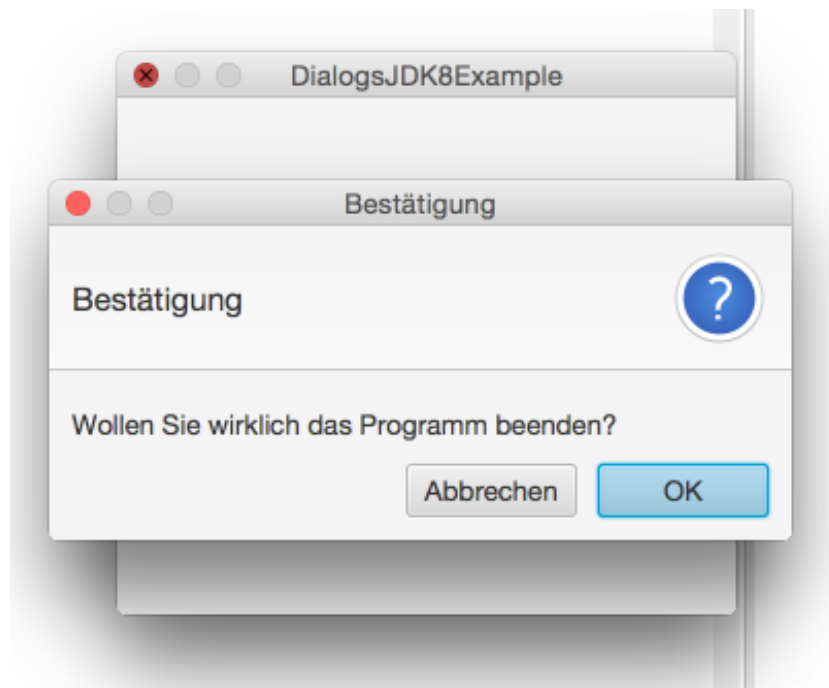 DialogsJDK8Example
Bestätigung
Bestätigung
?
Wollen Sie wirklich das Programm beenden?
Abbrechen
OK